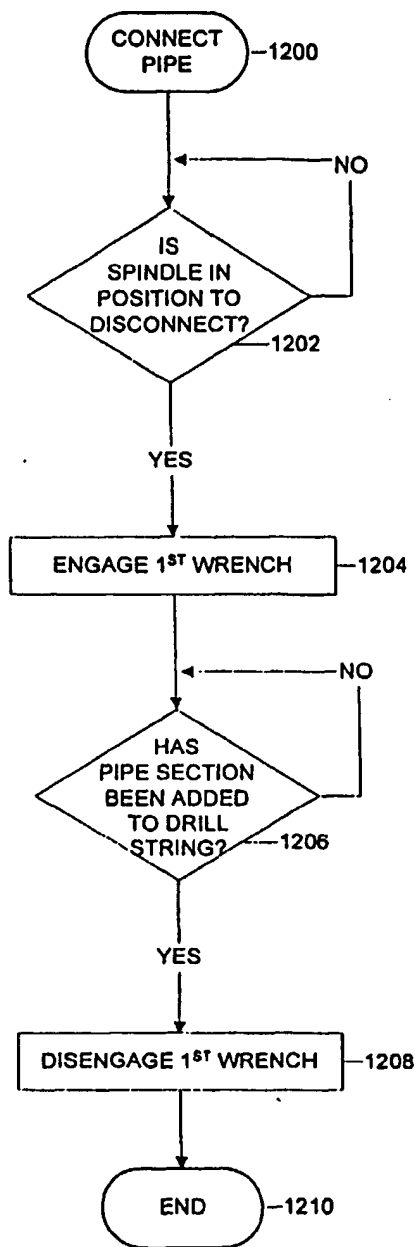 CONNECT
PIPE
1200
NO
IS
SPINDLE IN
POSITION TO
DISCONNECT?
1202
YES
ENGAGE 1ST WRENCH
1204
NO
HAS
PIPE SECTION
BEEN ADDED
TO DRILL
STRING?
1206
YES
DISENGAGE 1ST WRENCH
1208
END
1210